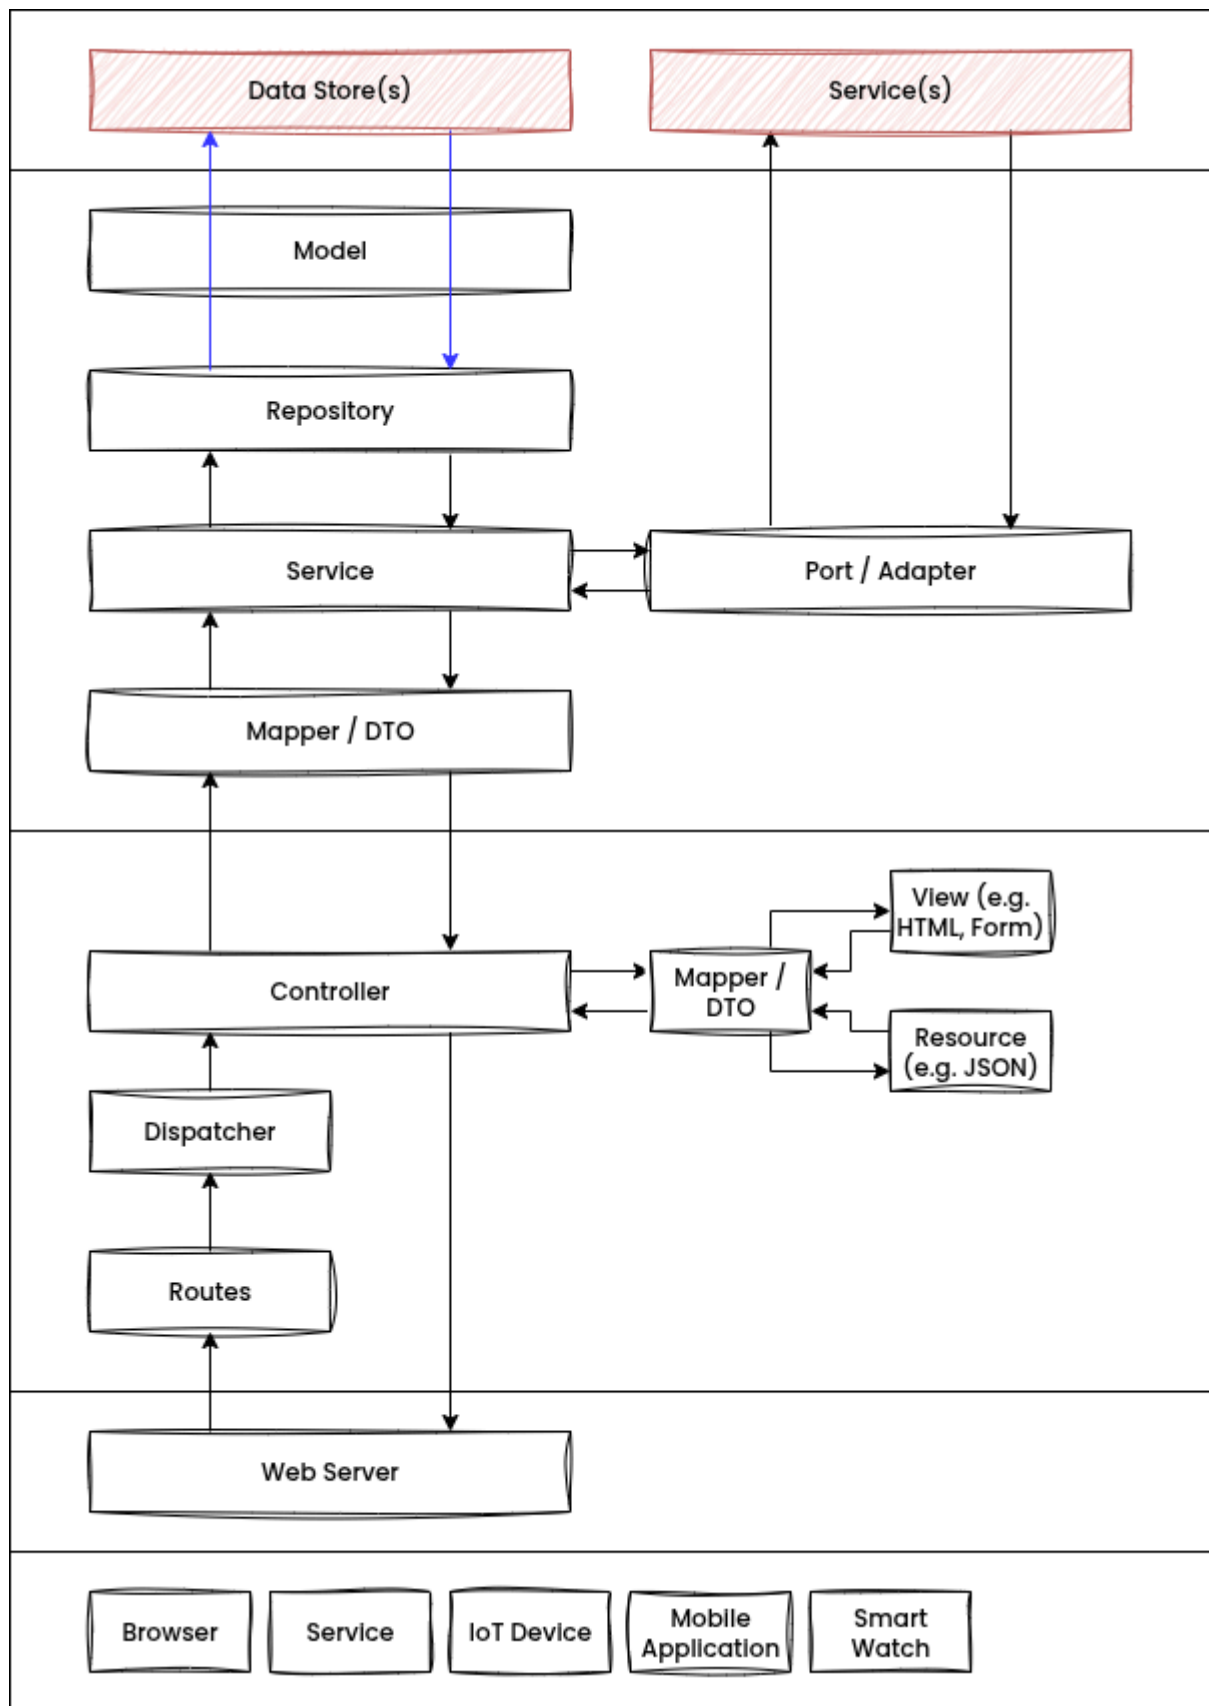 Data Store(s)
Service(s)
Model
Repository
Service
Port / Adapter
Mapper / DTO
View (e.g.
HTML, Form)
Controller
Mapper /
DTO
Resource
(e.g. JSON)
Dispatcher
Routes
Web Server
Browser
Service
IoT Device
Mobile
Application
Smart
Watch